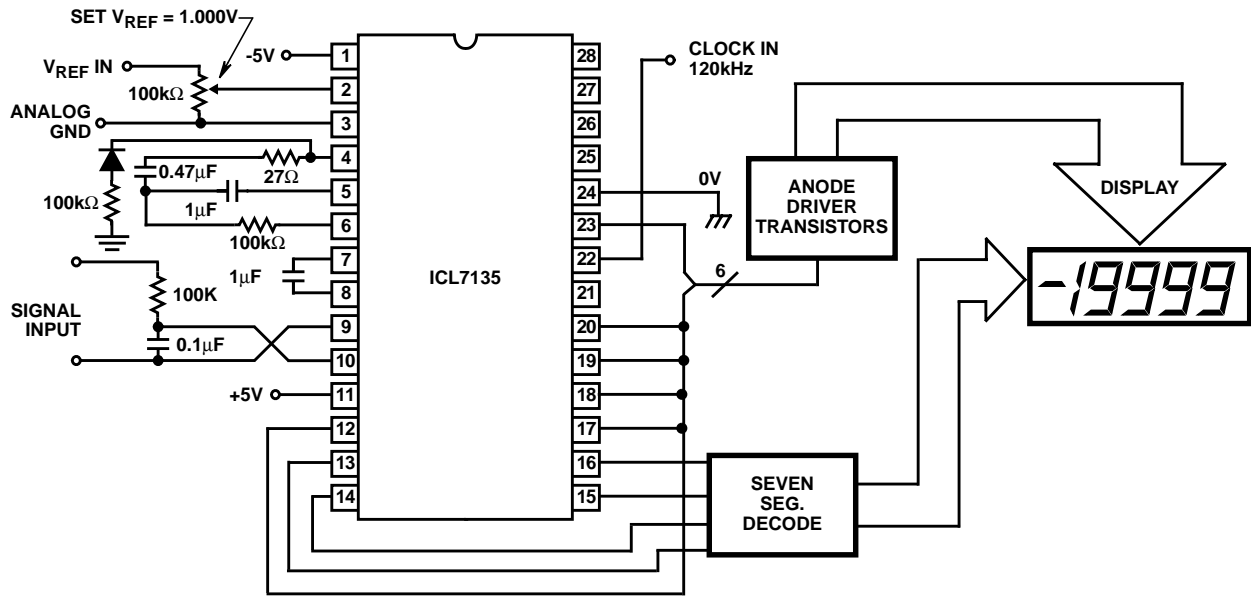 SET VREF = 1.000V
-5V
VREF IN
100kΩ
ANALOG
GND
0.47μF
27Ω
100kΩ
1μF
100kΩ
1μF
SIGNAL
INPUT
100K
0.1μF
+5V
1
2
3
4
5
6
7
8
9
10
11
12
13
14
ICL7135
28
27
26
25
24
23
22
21
20
19
18
17
16
15
CLOCK IN
120kHz
0V
6
ANODE
DRIVER
TRANSISTORS
DISPLAY
-19999
SEVEN
SEG.
DECODE